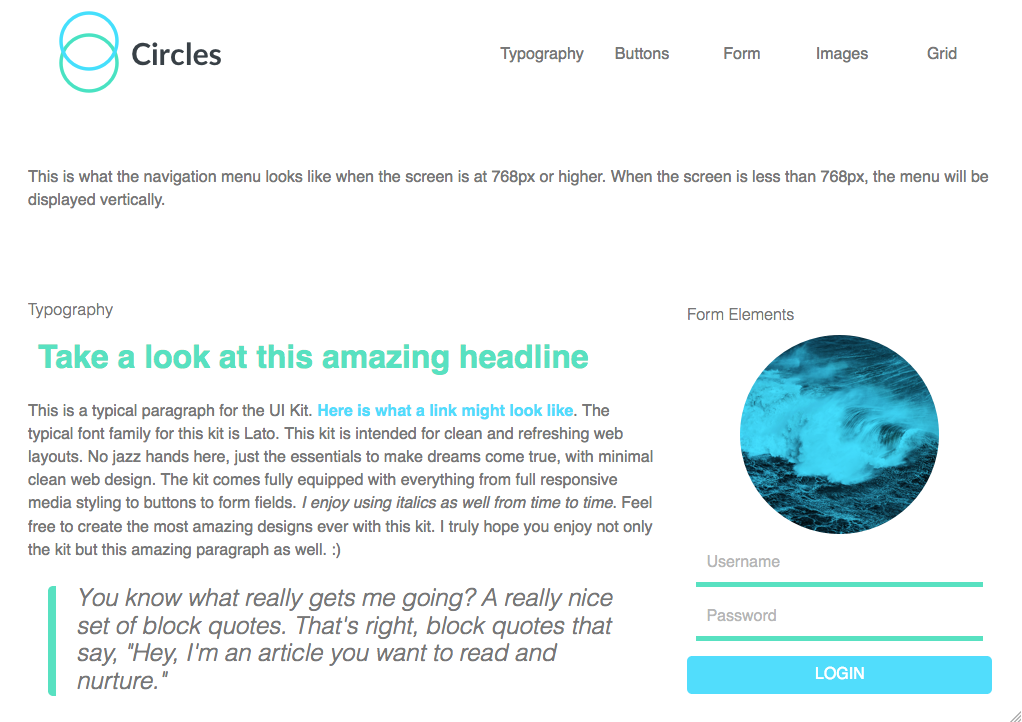 Circles
Typography Buttons Form Images Grid
This is what the navigation menu looks like when the screen is at 768px or higher. When the screen is less than 768px, the menu will be
displayed vertically.
Typography
Take a look at this amazing headline
This is a typical paragraph for the UI Kit. Here is what a link might look like. The
typical font family for this kit is Lato. This kit is intended for clean and refreshing web
layouts. No jazz hands here, just the essentials to make dreams come true, with minimal
clean web design. The kit comes fully equipped with everything from full responsive
media styling to buttons to form fields. I enjoy using italics as well from time to time. Feel
free to create the most amazing designs ever with this kit. I truly hope you enjoy not only
the kit but this amazing paragraph as well. :)
You know what really gets me going? A really nice
set of block quotes. That's right, block quotes that
say, "Hey, I'm an article you want to read and
nurture."
Form Elements
Username
Password
LOGIN